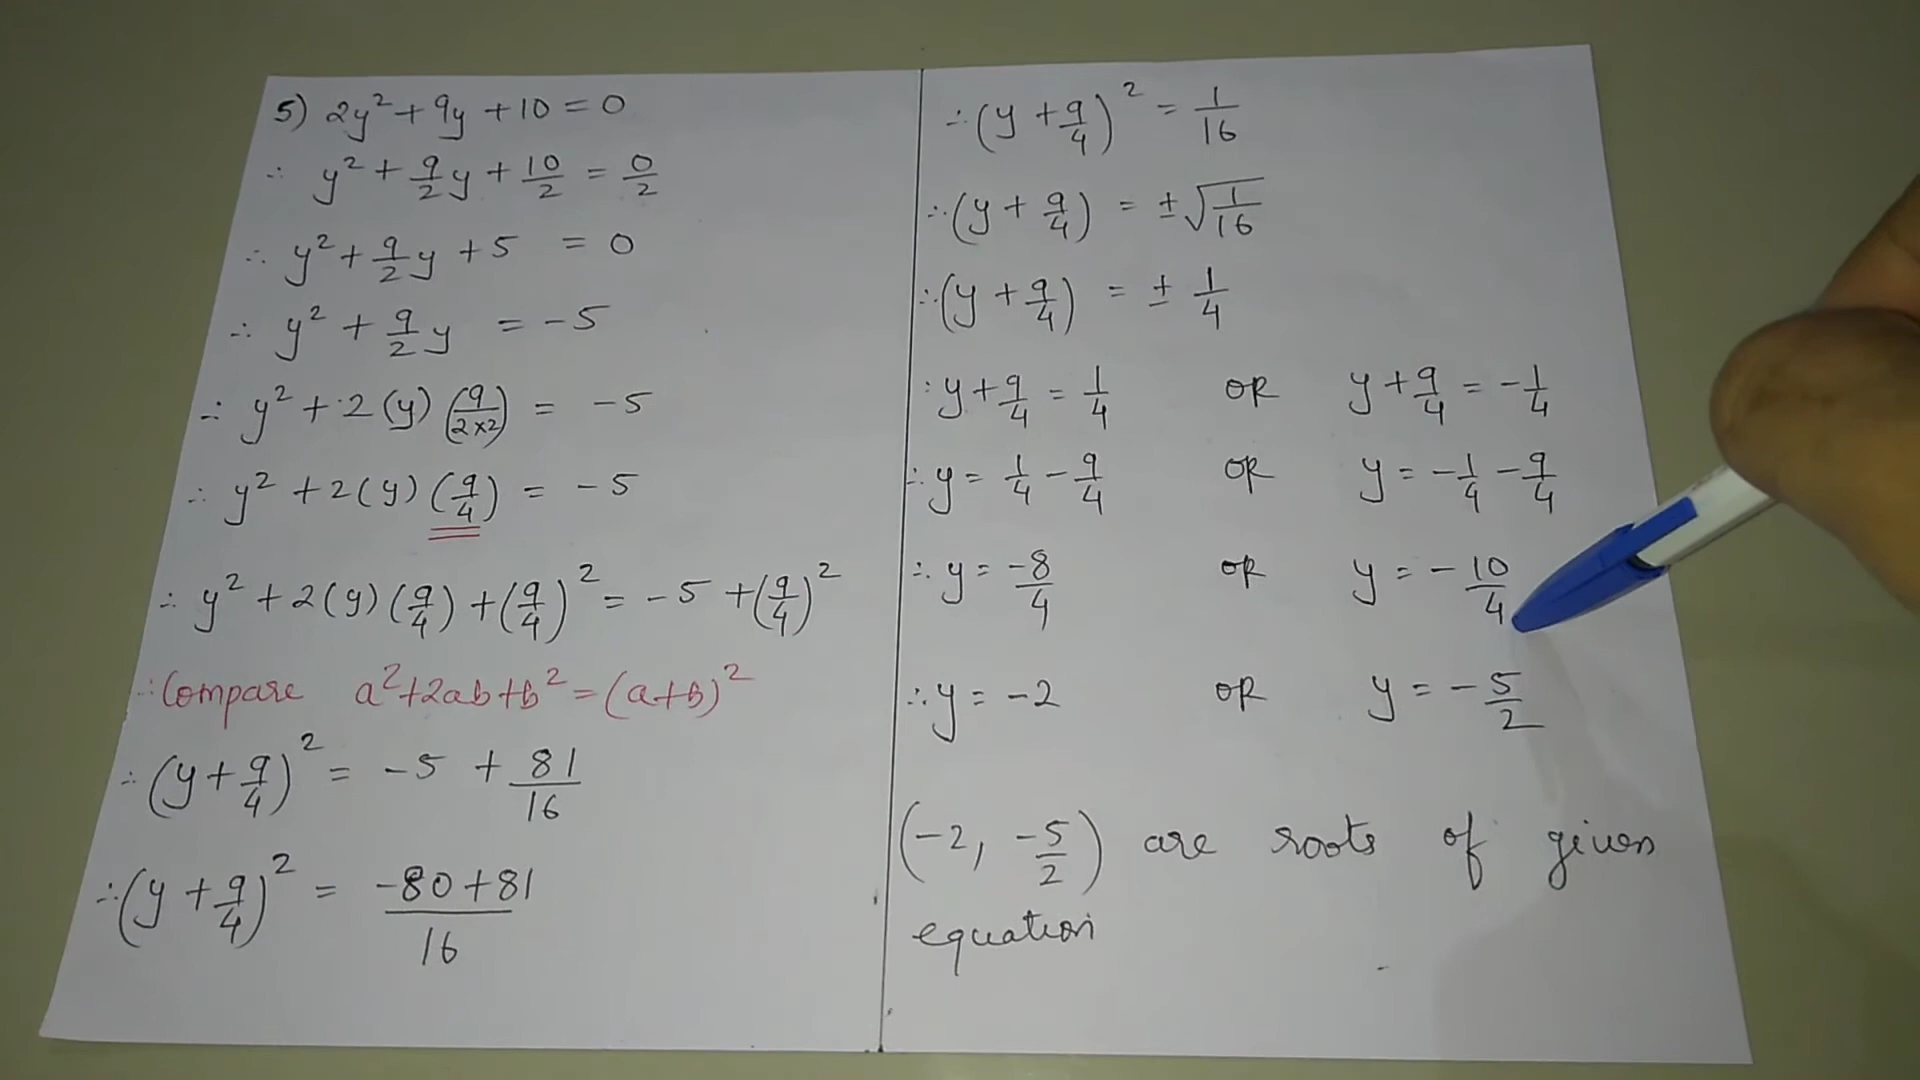 5) 2y² + 9y + 10 = 0
∴ y² + 9/2 y + 10/2 = 0/2
∴ y² + 9/2 y + 5 = 0
∴ y² + 9/2 y = -5
∴ y² + 2(y)(9/2×2) = -5
∴ y² + 2(y)(9/4) = -5
∴ y² + 2(y)(9/4) + (9/4)² = -5 + (9/4)²
∴ Compare a²+2ab+b² = (a+b)²
∴ (y + 9/4)² = -5 + 81/16
∴ (y + 9/4)² = -80+81/16
∴ (y + 9/4)² = 1/16
∴ (y + 9/4) = ±√1/16
∴ (y + 9/4) = ± 1/4
∴ y + 9/4 = 1/4 OR y + 9/4 = -1/4
∴ y = 1/4 - 9/4 OR y = -1/4 - 9/4
∴ y = -8/4 OR y = -10/4
∴ y = -2 OR y = -5/2
(-2, -5/2) are roots of given
equation